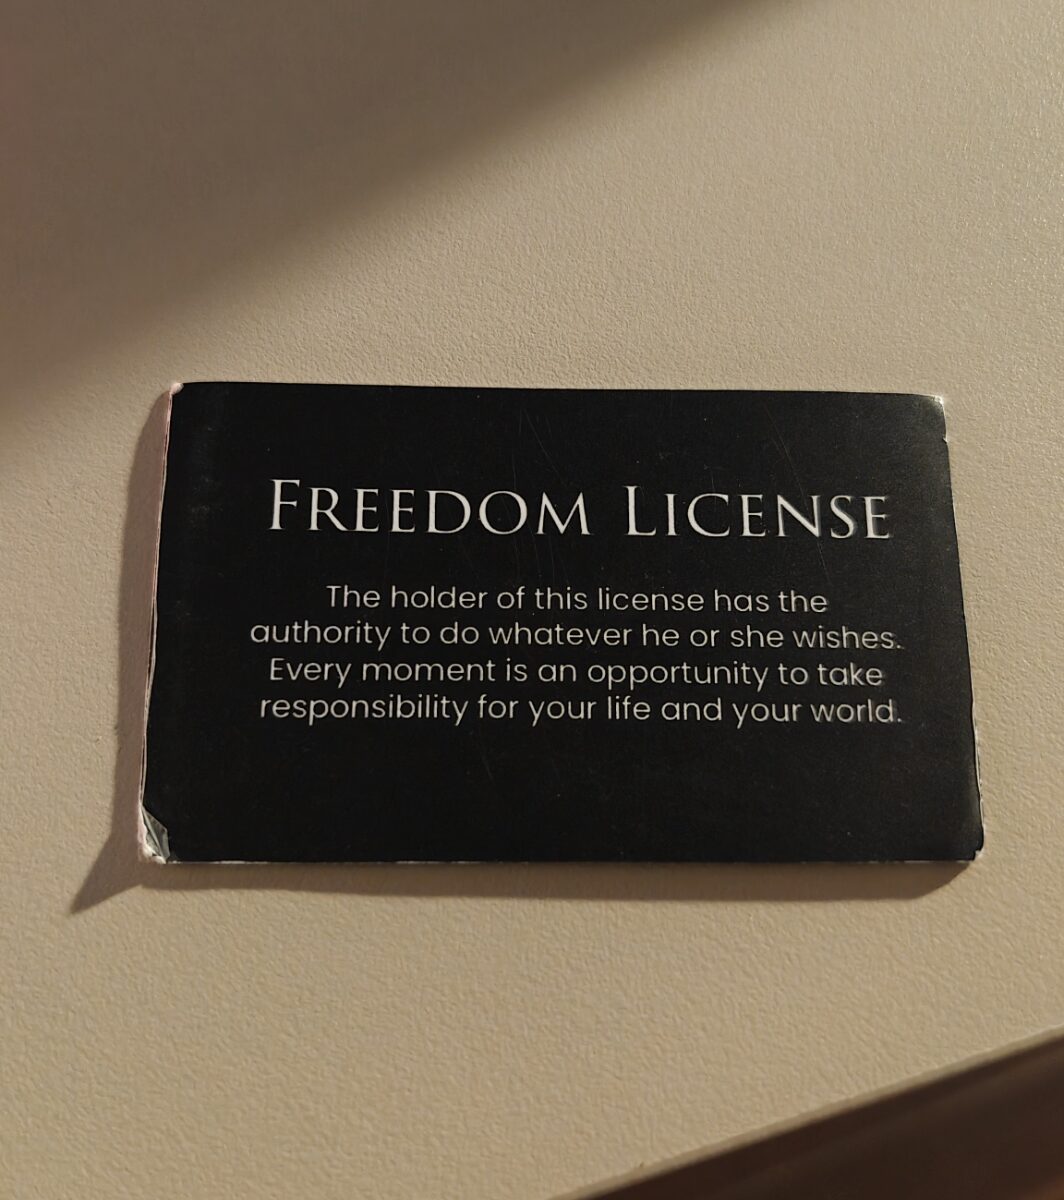 FREEDOM LICENSE
The holder of this license has the
authority to do whatever he or she wishes.
Every moment is an opportunity to take
responsibility for your life and your world.